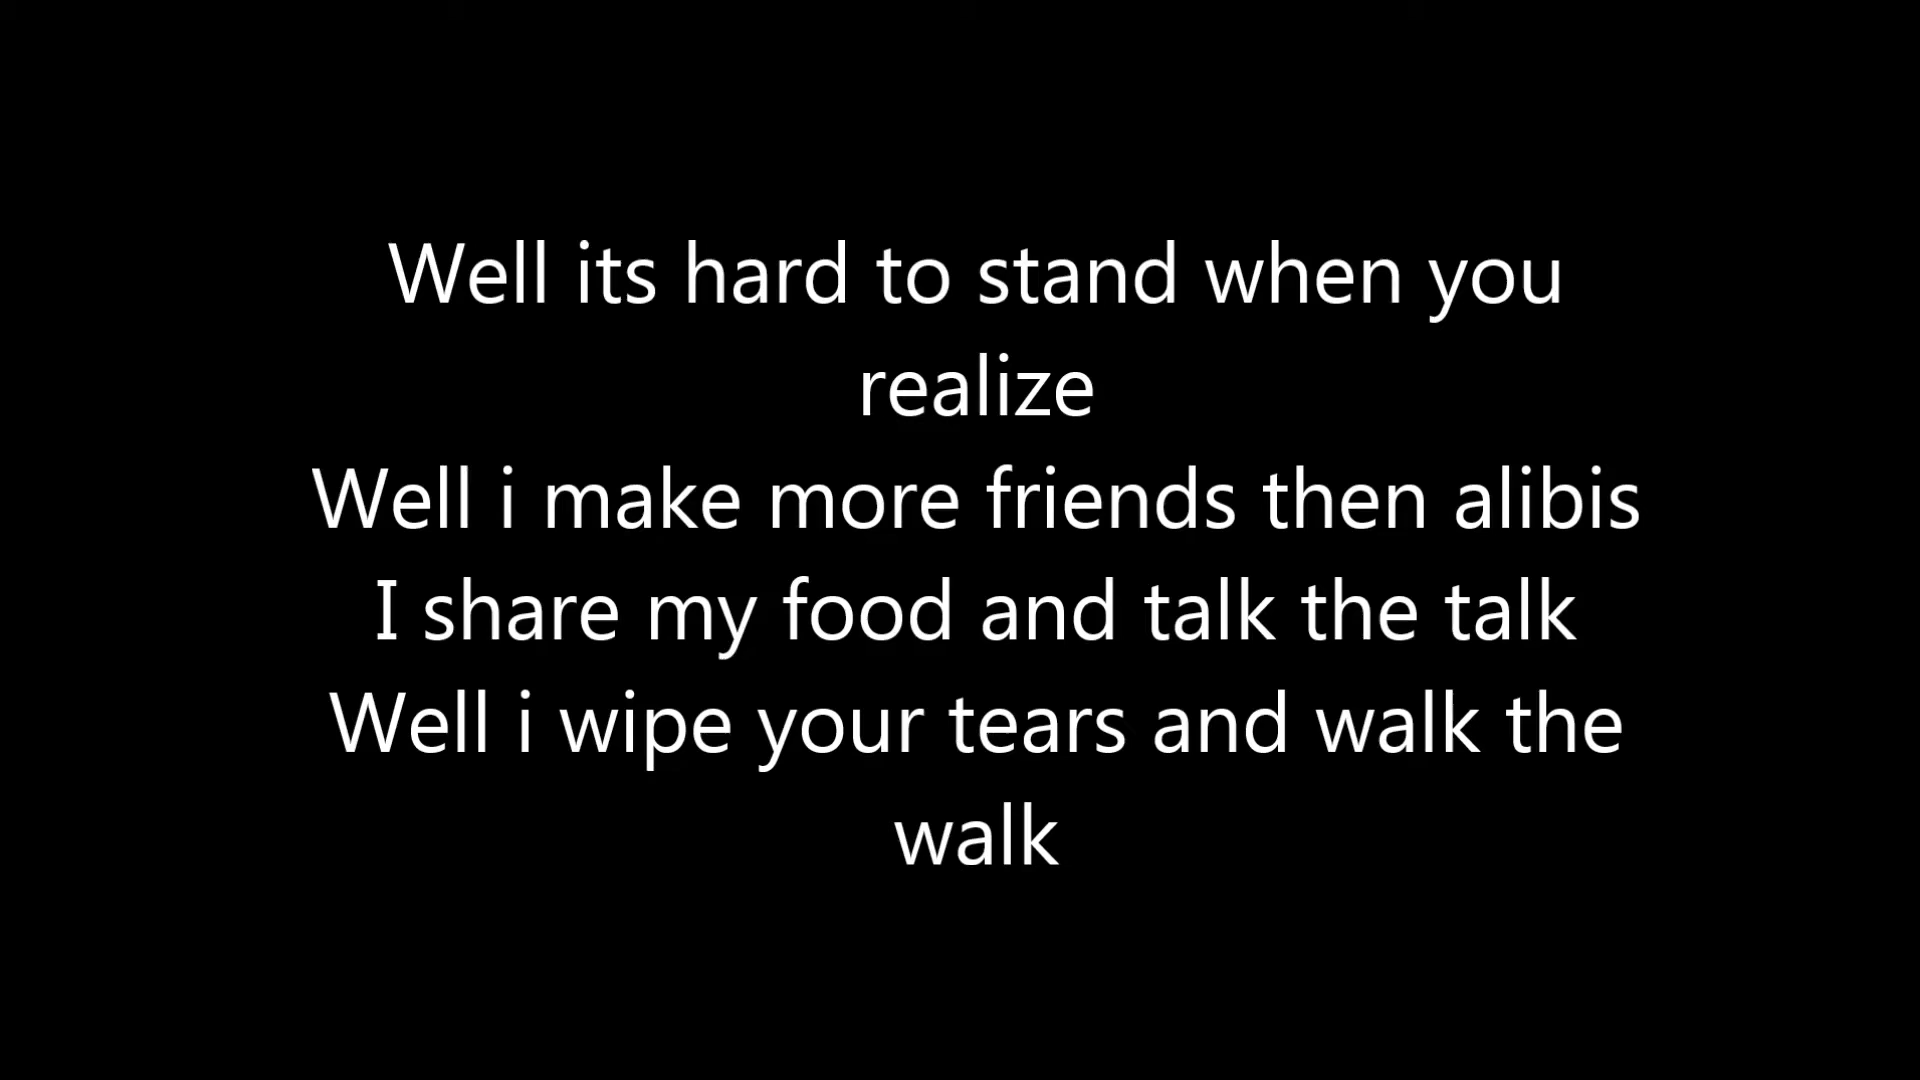 Well its hard to stand when you
realize
Well i make more friends then alibis
I share my food and talk the talk
Well i wipe your tears and walk the
walk